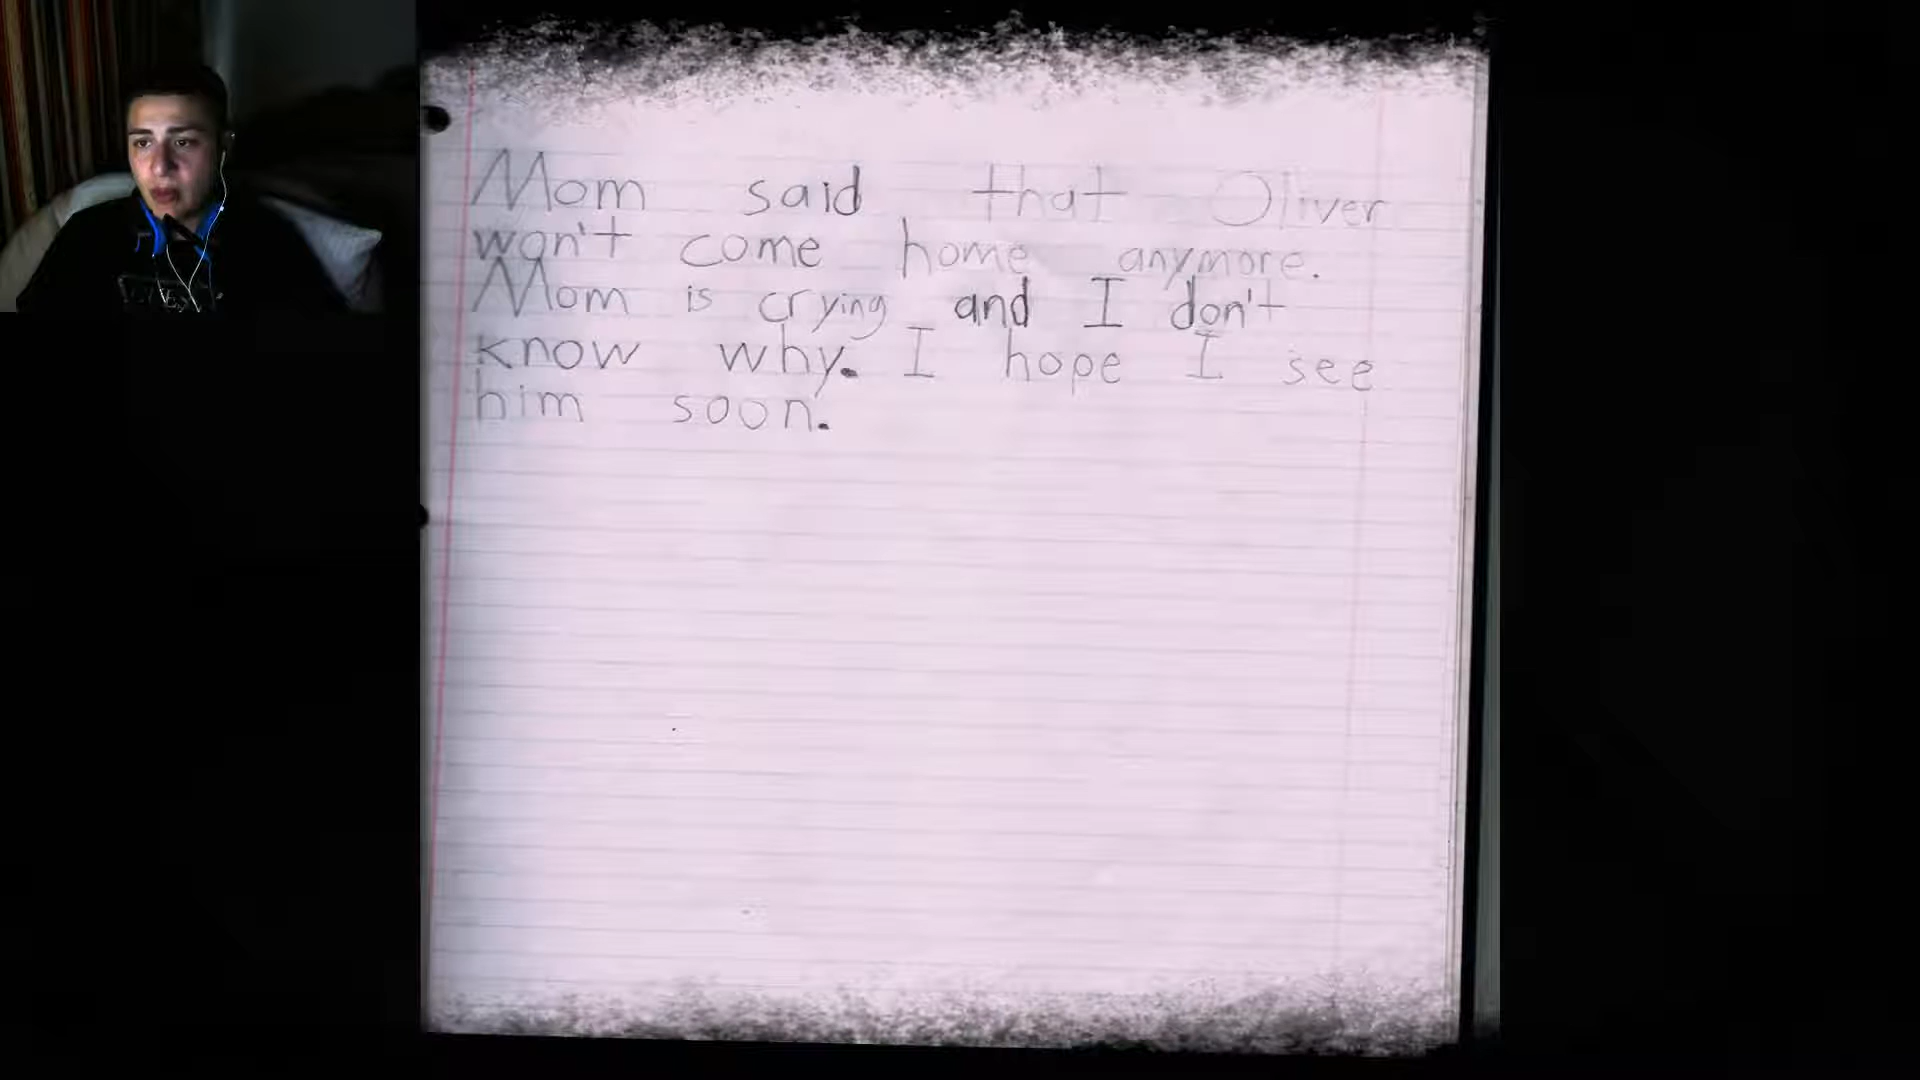 Mom said that Oliver
won't come home anymore.
Mom is crying and I don't
know why. I hope I see
him soon.